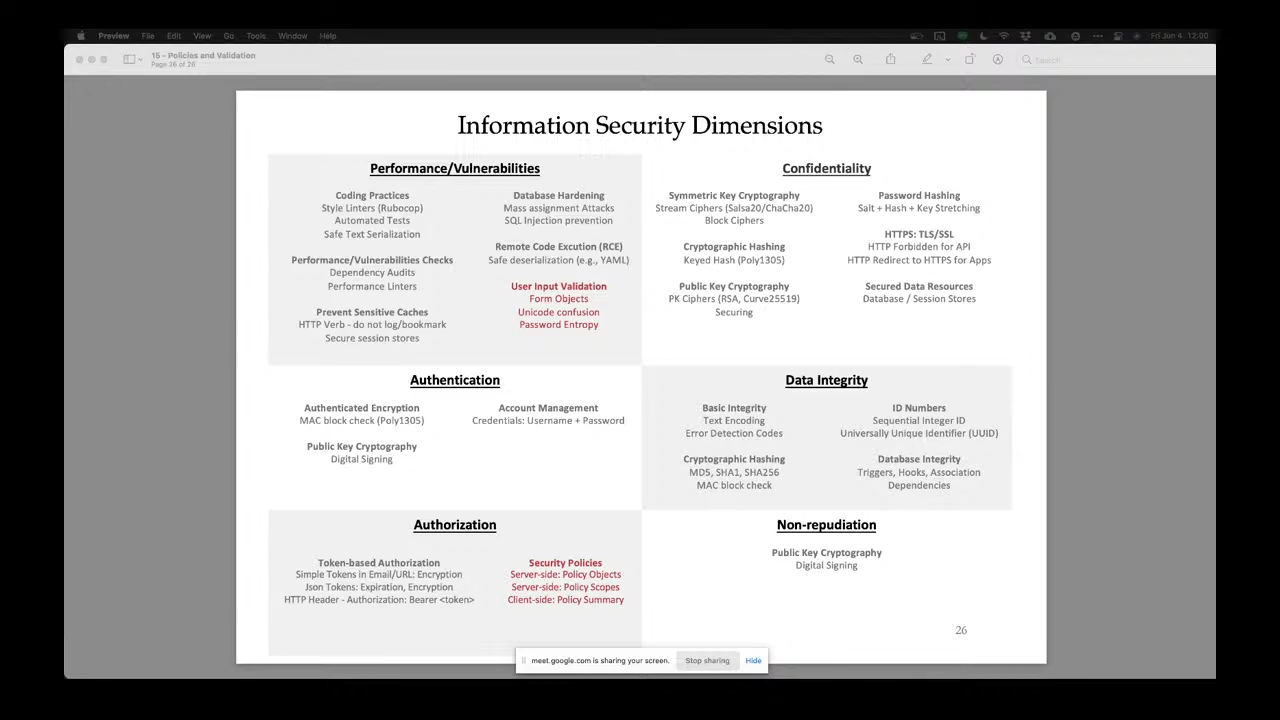 Preview File Edit View Go Tools Window Help
Fri Jun 4 12:00
15 - Policies and Validation
Page 26 of 26
Search
Information Security Dimensions
Performance/Vulnerabilities
Coding Practices
Style Linters (Rubocop)
Automated Tests
Safe Text Serialization
Performance/Vulnerabilities Checks
Dependency Audits
Performance Linters
Prevent Sensitive Caches
HTTP Verb - do not log/bookmark
Secure session stores
Database Hardening
Mass assignment Attacks
SQL Injection prevention
Remote Code Excution (RCE)
Safe deserialization (e.g., YAML)
User Input Validation
Form Objects
Unicode confusion
Password Entropy
Confidentiality
Symmetric Key Cryptography
Stream Ciphers (Salsa20/ChaCha20)
Block Ciphers
Cryptographic Hashing
Keyed Hash (Poly1305)
Public Key Cryptography
PK Ciphers (RSA, Curve25519)
Securing
Password Hashing
Salt + Hash + Key Stretching
HTTPS: TLS/SSL
HTTP Forbidden for API
HTTP Redirect to HTTPS for Apps
Secured Data Resources
Database / Session Stores
Authentication
Authenticated Encryption
MAC block check (Poly1305)
Public Key Cryptography
Digital Signing
Account Management
Credentials: Username + Password
Data Integrity
Basic Integrity
Text Encoding
Error Detection Codes
Cryptographic Hashing
MD5, SHA1, SHA256
MAC block check
ID Numbers
Sequential Integer ID
Universally Unique Identifier (UUID)
Database Integrity
Triggers, Hooks, Association
Dependencies
Authorization
Token-based Authorization
Simple Tokens in Email/URL: Encryption
Json Tokens: Expiration, Encryption
HTTP Header - Authorization: Bearer <token>
Security Policies
Server-side: Policy Objects
Server-side: Policy Scopes
Client-side: Policy Summary
Non-repudiation
Public Key Cryptography
Digital Signing
26
meet.google.com is sharing your screen. Stop sharing Hide